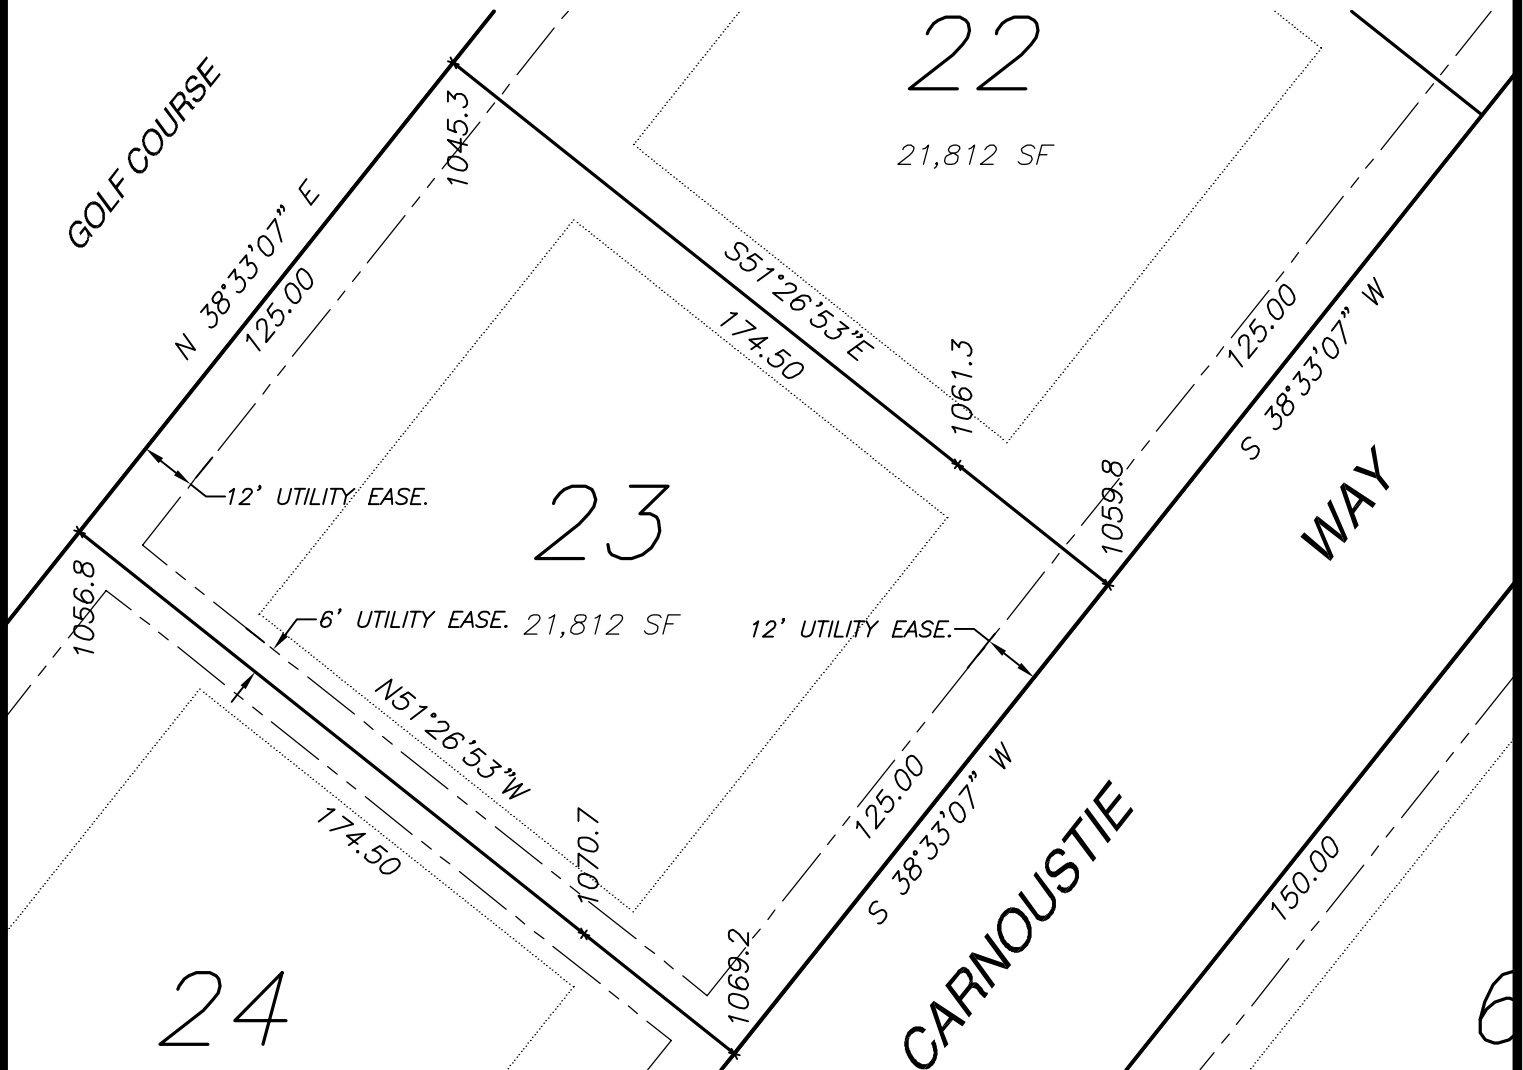 22
21,812 SF
GOLF COURSE
1045.3
N 38°33'07" E
125.00
S51°26'53"E
174.50
1061.3
125.00
S 38°33'07" W
1059.8
WAY
12' UTILITY EASE.
23
1056.8
6' UTILITY EASE.
21,812 SF
12' UTILITY EASE.
N51°26'53"W
174.50
1070.7
125.00
S 38°33'07" W
CARNOUSTIE
150.00
1069.2
24